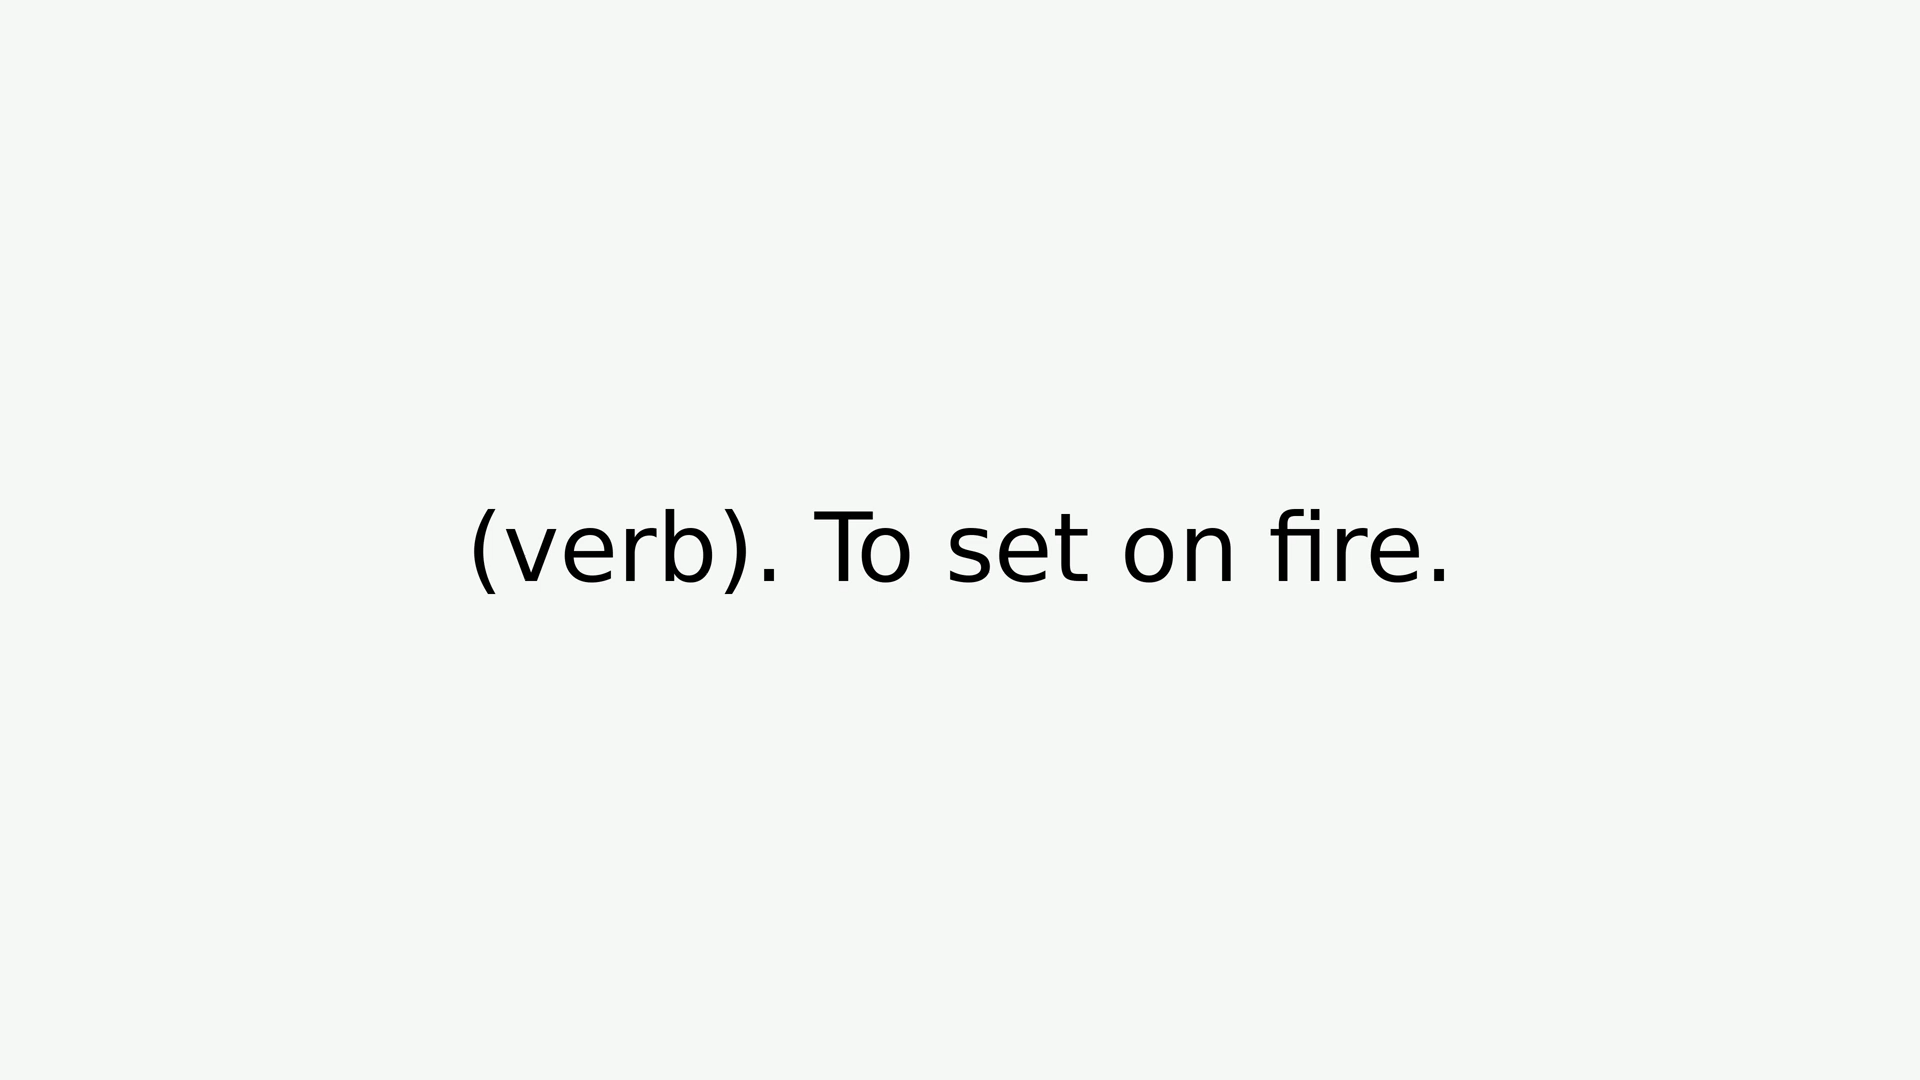 (verb). To set on fire.